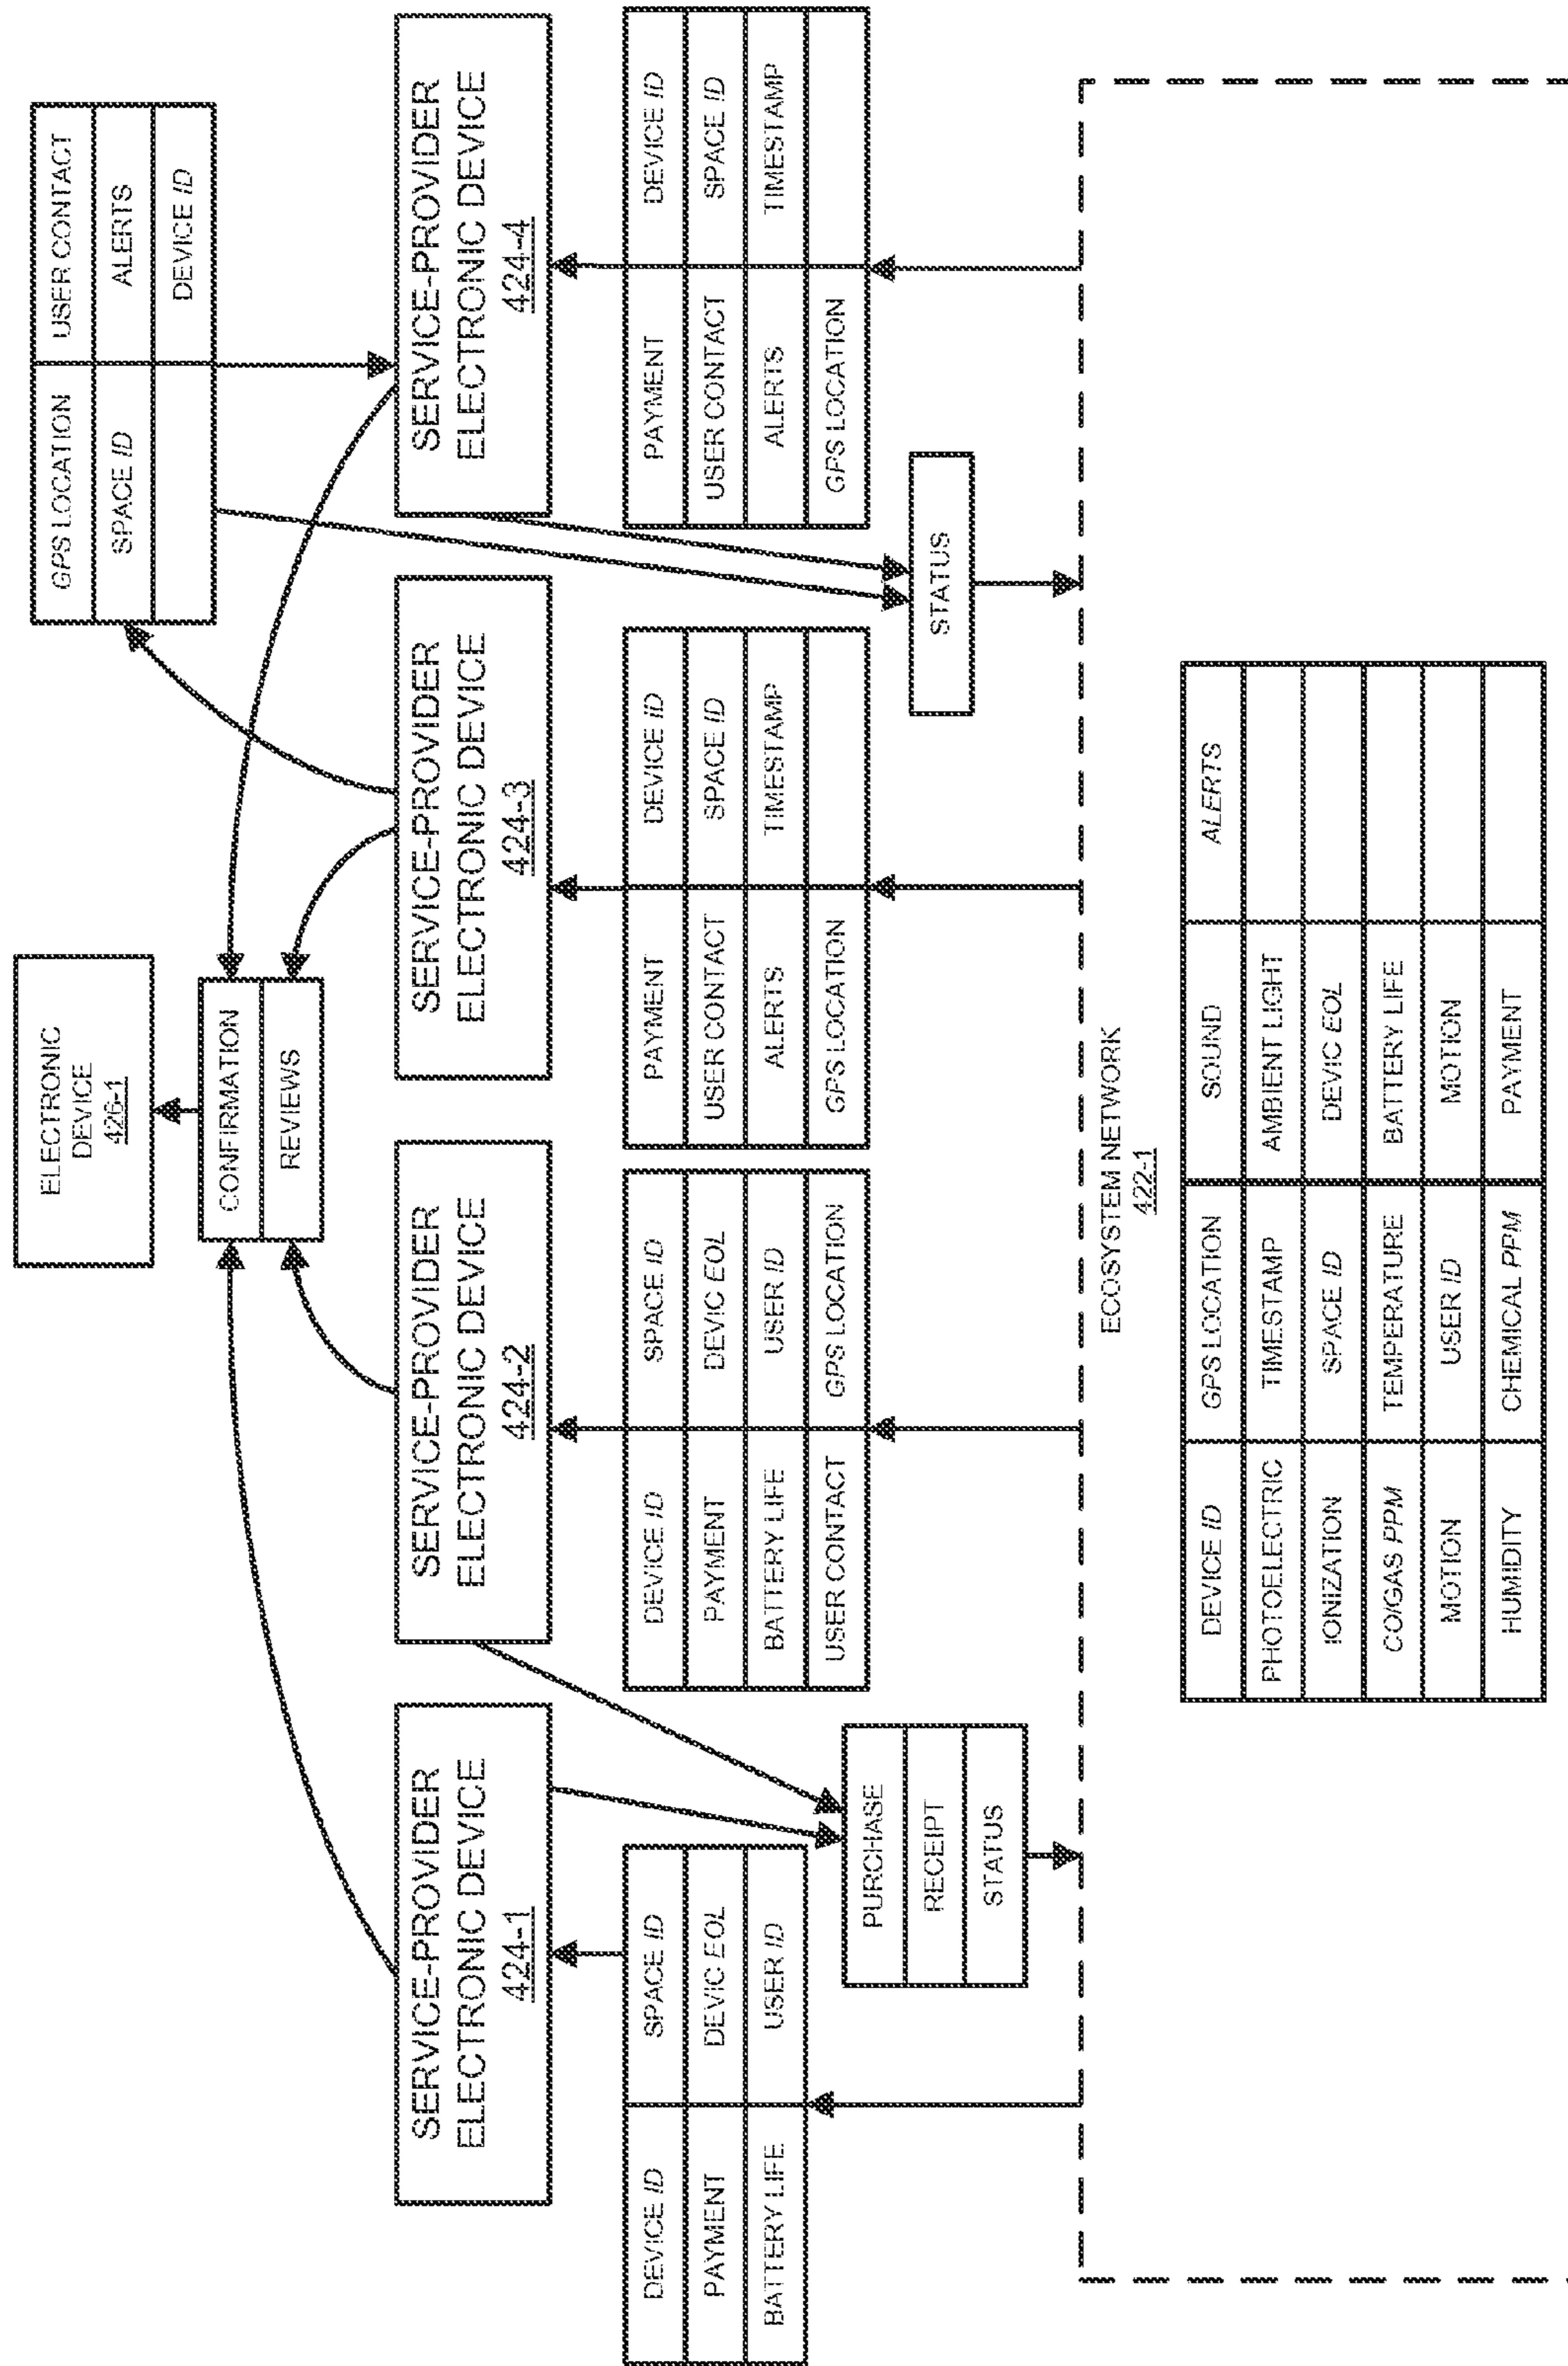 ELECTRONIC
DEVICE
426-1
CONFIRMATION
REVIEWS
GPS LOCATION USER CONTACT
SPACE ID ALERTS
DEVICE ID
SERVICE-PROVIDER
ELECTRONIC DEVICE
424-1
SERVICE-PROVIDER
ELECTRONIC DEVICE
424-2
SERVICE-PROVIDER
ELECTRONIC DEVICE
424-3
SERVICE-PROVIDER
ELECTRONIC DEVICE
424-4
DEVICE ID SPACE ID
PAYMENT DEVIC EOL
BATTERY LIFE USER ID
DEVICE ID SPACE ID
PAYMENT DEVIC EOL
BATTERY LIFE USER ID
USER CONTACT GPS LOCATION
PAYMENT DEVICE ID
USER CONTACT SPACE ID
ALERTS TIMESTAMP
GPS LOCATION
PAYMENT DEVICE ID
USER CONTACT SPACE ID
ALERTS TIMESTAMP
GPS LOCATION
PURCHASE
RECEIPT
STATUS
STATUS
ECOSYSTEM NETWORK
422-1
DEVICE ID GPS LOCATION SOUND ALERTS
PHOTOELECTRIC TIMESTAMP AMBIENT LIGHT
IONIZATION SPACE ID DEVIC EOL
CO/GAS PPM TEMPERATURE BATTERY LIFE
MOTION USER ID MOTION
HUMIDITY CHEMICAL PPM PAYMENT